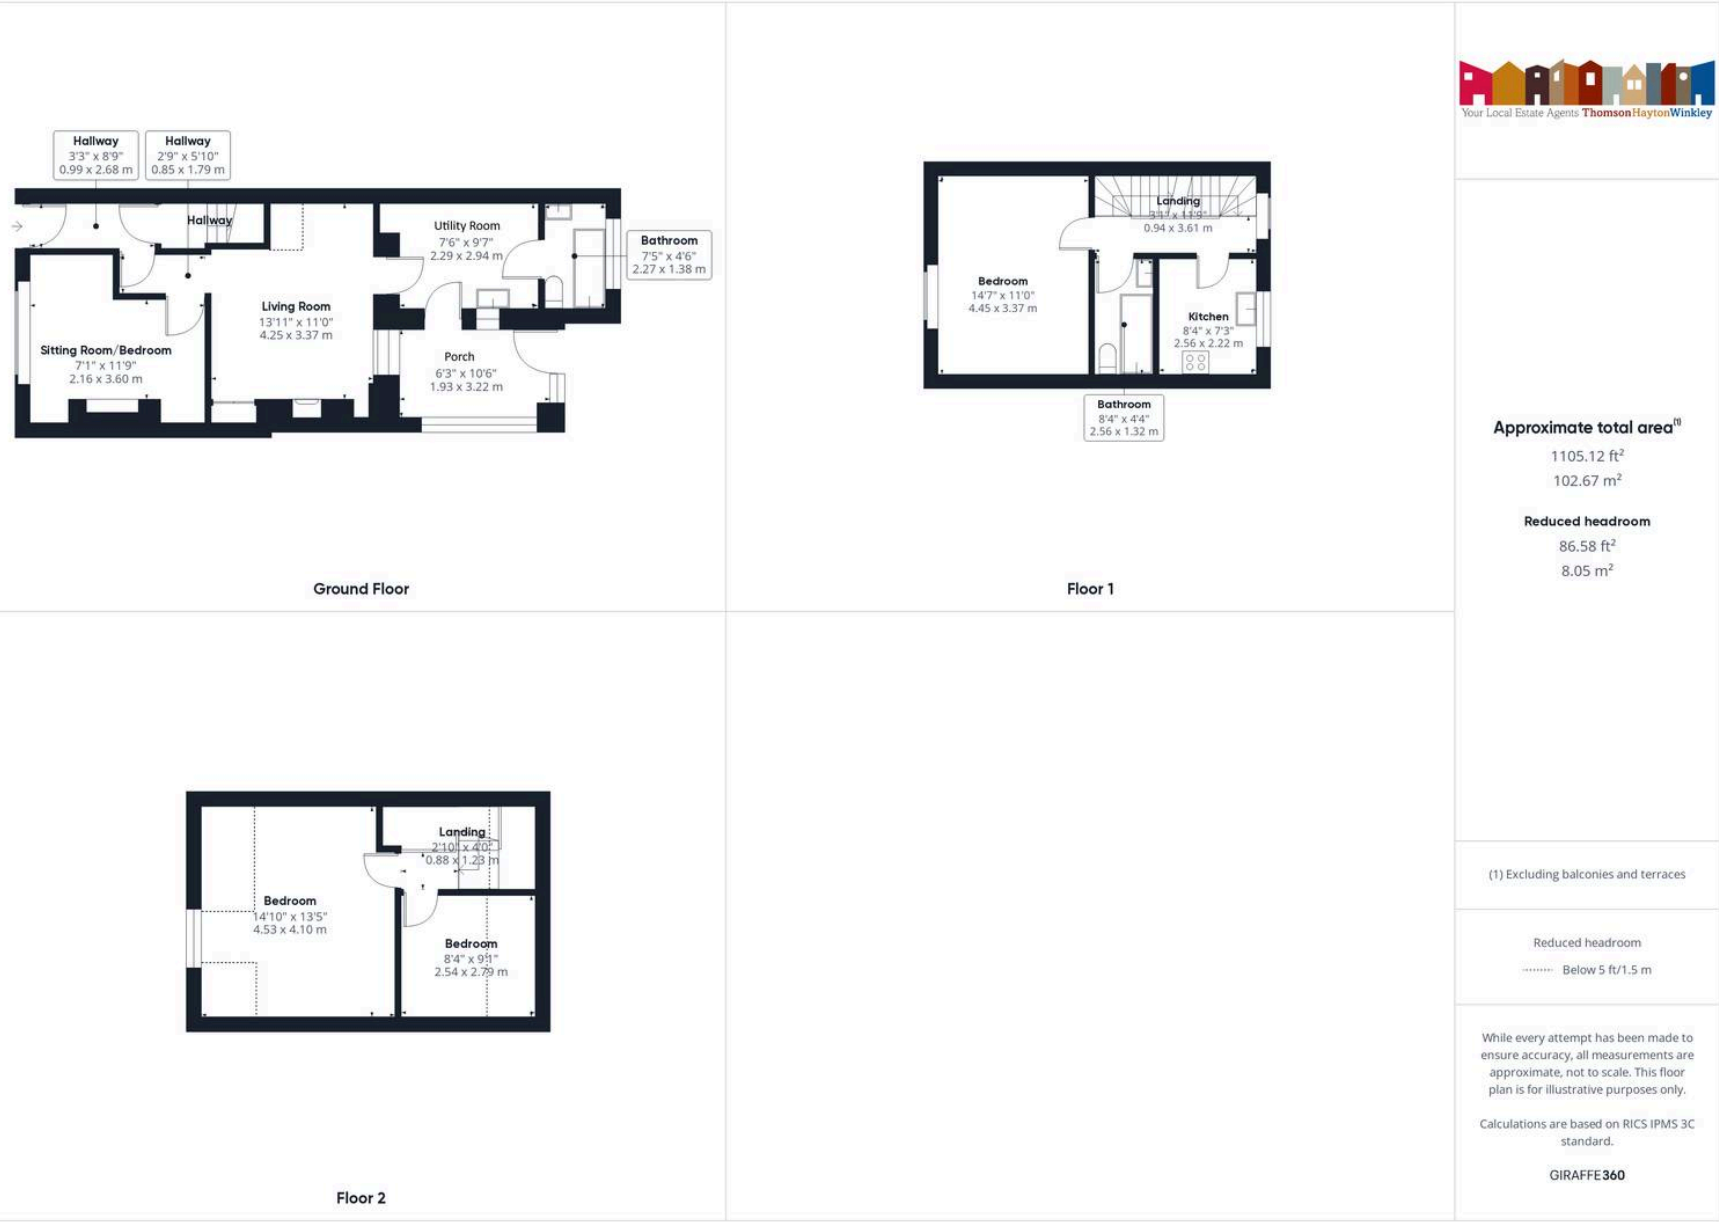 Hallway
3'3" x 8'9"
0.99 x 2.68 m
Hallway
2'9" x 5'10"
0.85 x 1.79 m
Hallway
Utility Room
7'6" x 9'7"
2.29 x 2.94 m
Bathroom
7'5" x 4'6"
2.27 x 1.38 m
Living Room
13'11" x 11'0"
4.25 x 3.37 m
Sitting Room/Bedroom
7'1" x 11'9"
2.16 x 3.60 m
Porch
6'3" x 10'6"
1.93 x 3.22 m
Ground Floor
Landing
3'1" x 11'9"
0.94 x 3.61 m
Bedroom
14'7" x 11'0"
4.45 x 3.37 m
Kitchen
8'4" x 7'3"
2.56 x 2.22 m
Bathroom
8'4" x 4'4"
2.56 x 1.32 m
Floor 1
Landing
2'10" x 4'0"
0.88 x 1.23 m
Bedroom
14'10" x 13'5"
4.53 x 4.10 m
Bedroom
8'4" x 9'1"
2.54 x 2.79 m
Floor 2
Your Local Estate Agents ThomsonHaytonWinkley
Approximate total area(1)
1105.12 ft²
102.67 m²
Reduced headroom
86.58 ft²
8.05 m²
(1) Excluding balconies and terraces
Reduced headroom
Below 5 ft/1.5 m
While every attempt has been made to
ensure accuracy, all measurements are
approximate, not to scale. This floor
plan is for illustrative purposes only.
Calculations are based on RICS IPMS 3C
standard.
GIRAFFE360